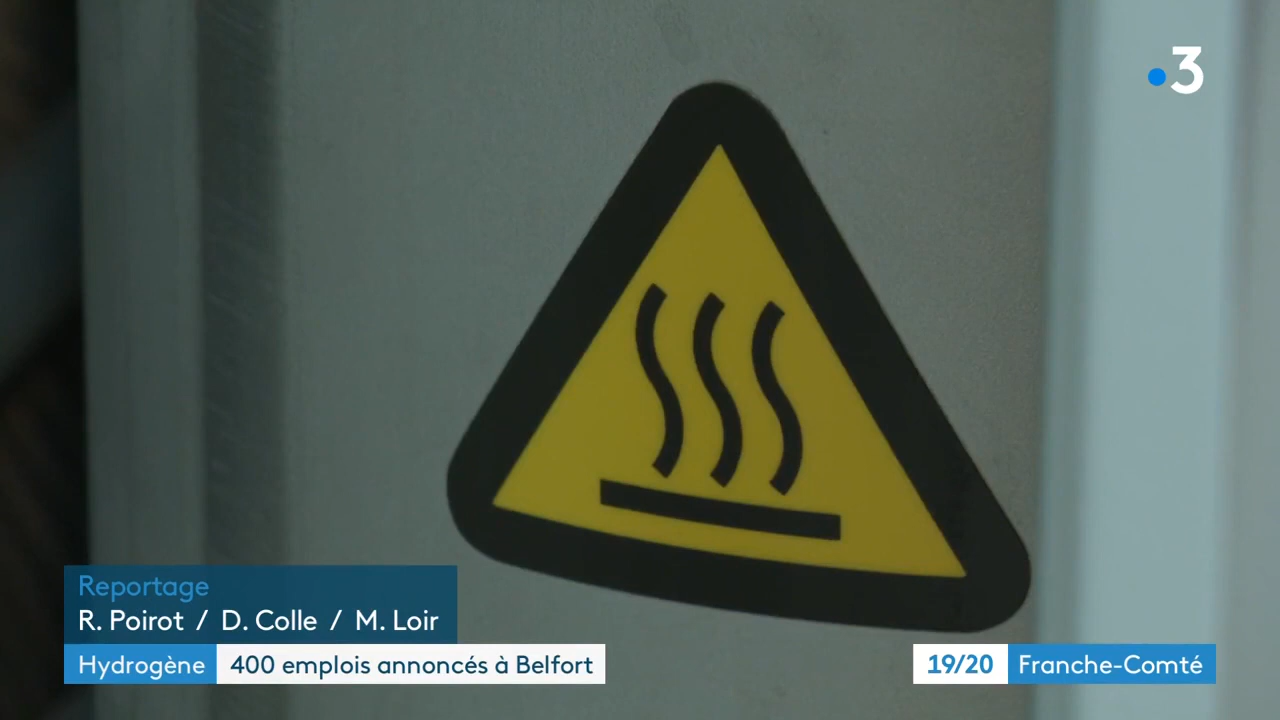 3
Reportage
R. Poirot / D. Colle / M. Loir
Hydrogène 400 emplois annoncés à Belfort
19/20 Franche-Comté